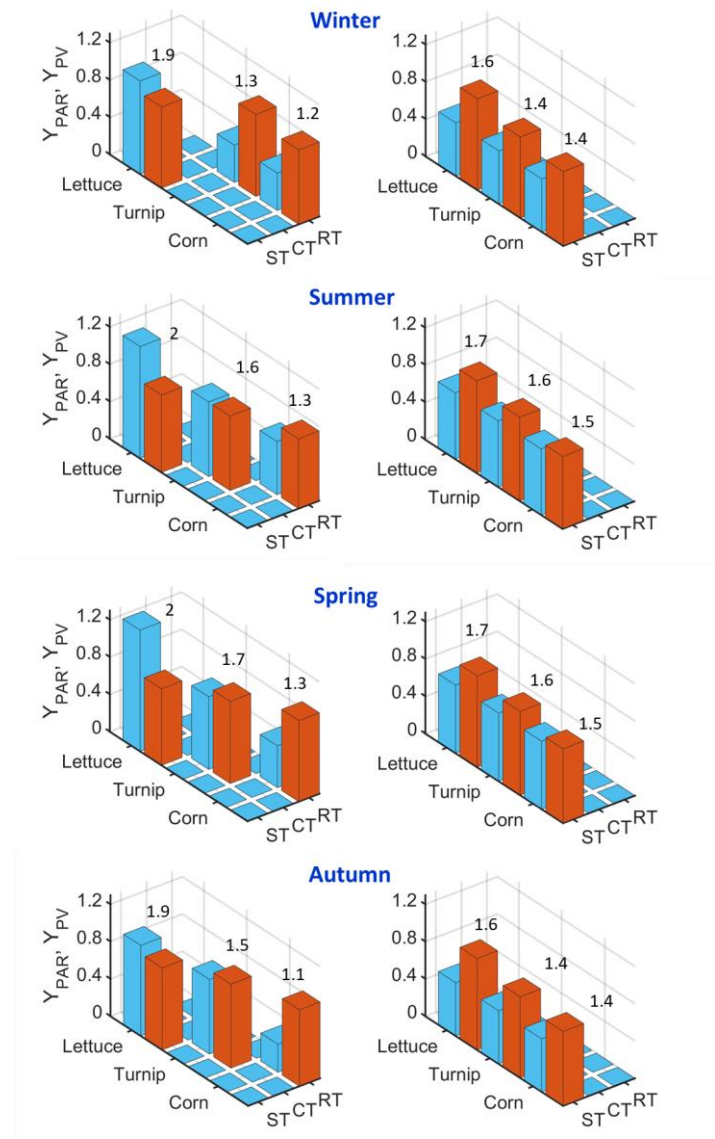 Winter
1.2
0.8
0.4
0
Y_PAR, Y_PV
1.9
1.3
1.2
Lettuce
Turnip
Corn
ST CT RT
1.2
0.8
0.4
0
1.6
1.4
1.4
Lettuce
Turnip
Corn
ST CT RT
Summer
1.2
0.8
0.4
0
Y_PAR, Y_PV
2
1.6
1.3
Lettuce
Turnip
Corn
ST CT RT
1.2
0.8
0.4
0
1.7
1.6
1.5
Lettuce
Turnip
Corn
ST CT RT
Spring
1.2
0.8
0.4
0
Y_PAR, Y_PV
2
1.7
1.3
Lettuce
Turnip
Corn
ST CT RT
1.2
0.8
0.4
0
1.7
1.6
1.5
Lettuce
Turnip
Corn
ST CT RT
Autumn
1.2
0.8
0.4
0
Y_PAR, Y_PV
1.9
1.5
1.1
Lettuce
Turnip
Corn
ST CT RT
1.2
0.8
0.4
0
1.6
1.4
1.4
Lettuce
Turnip
Corn
ST CT RT